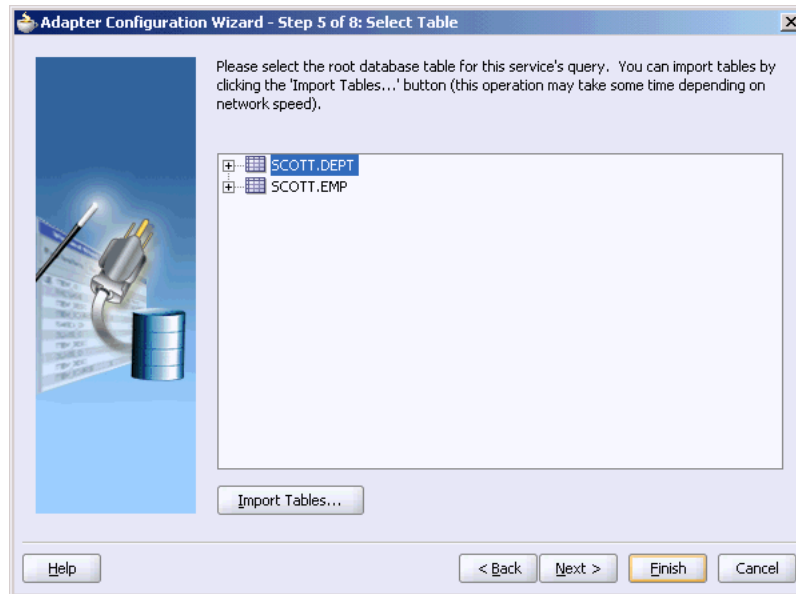 Adapter Configuration Wizard - Step 5 of 8: Select Table
Please select the root database table for this service's query. You can import tables by
clicking the 'Import Tables...' button (this operation may take some time depending on
network speed).
SCOTT.DEPT
SCOTT.EMP
Import Tables...
Help
< Back
Next >
Finish
Cancel